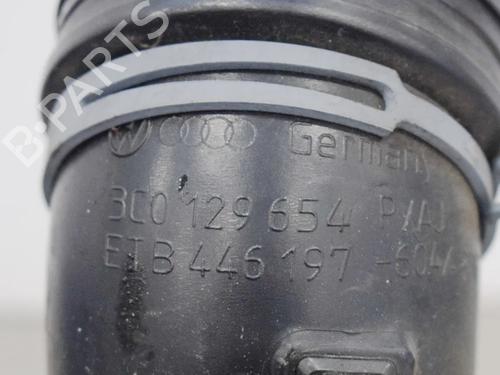 Germany
3C0 129 654 P/AJ
ETB 446 197 -604/
B-PARTS